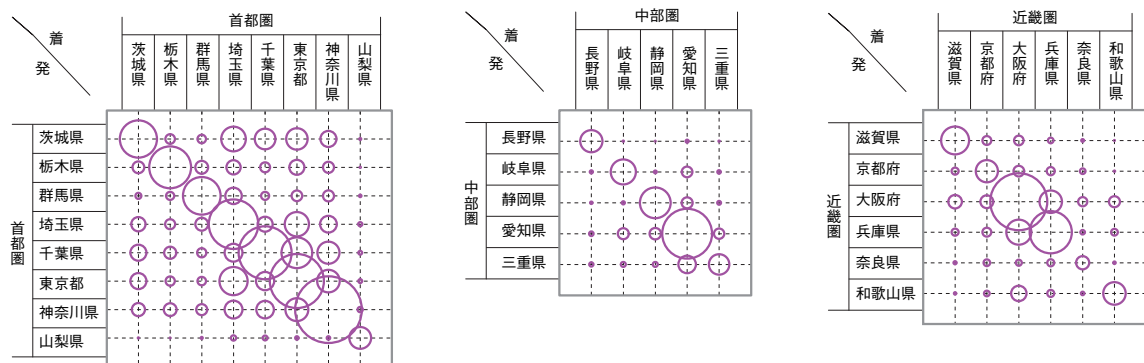 首都圏
着
発
茨城県
栃木県
群馬県
埼玉県
千葉県
東京都
神奈川県
山梨県
首都圏
茨城県
栃木県
群馬県
埼玉県
千葉県
東京都
神奈川県
山梨県
中部圏
着
発
長野県
岐阜県
静岡県
愛知県
三重県
中部圏
長野県
岐阜県
静岡県
愛知県
三重県
近畿圏
着
発
滋賀県
京都府
大阪府
兵庫県
奈良県
和歌山県
近畿圏
滋賀県
京都府
大阪府
兵庫県
奈良県
和歌山県